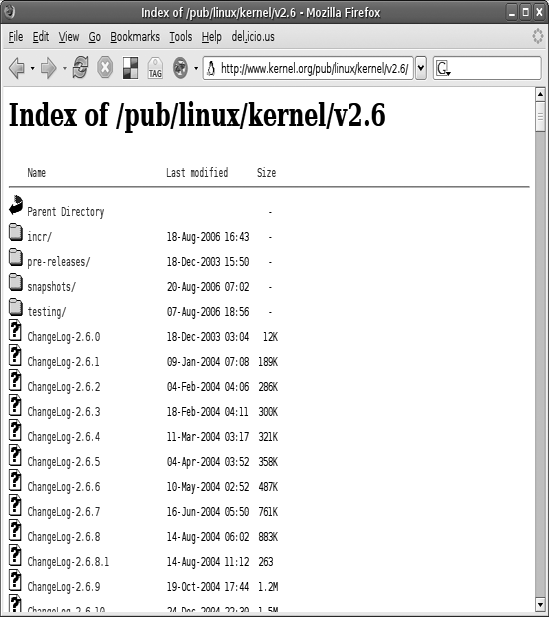 Index of /pub/linux/kernel/v2.6 - Mozilla Firefox
File Edit View Go Bookmarks Tools Help del.icio.us
TAG http://www.kernel.org/pub/linux/kernel/v2.6/ G
Index of /pub/linux/kernel/v2.6
Name Last modified Size
Parent Directory -
incr/ 18-Aug-2006 16:43 -
pre-releases/ 18-Dec-2003 15:50 -
snapshots/ 20-Aug-2006 07:02 -
testing/ 07-Aug-2006 18:56 -
ChangeLog-2.6.0 18-Dec-2003 03:04 12K
ChangeLog-2.6.1 09-Jan-2004 07:08 189K
ChangeLog-2.6.2 04-Feb-2004 04:06 286K
ChangeLog-2.6.3 18-Feb-2004 04:11 300K
ChangeLog-2.6.4 11-Mar-2004 03:17 321K
ChangeLog-2.6.5 04-Apr-2004 03:52 358K
ChangeLog-2.6.6 10-May-2004 02:52 487K
ChangeLog-2.6.7 16-Jun-2004 05:50 761K
ChangeLog-2.6.8 14-Aug-2004 06:02 883K
ChangeLog-2.6.8.1 14-Aug-2004 11:12 263
ChangeLog-2.6.9 19-Oct-2004 17:44 1.2M
ChangeLog-2.6.10 24-Dec-2004 22:39 1.5M